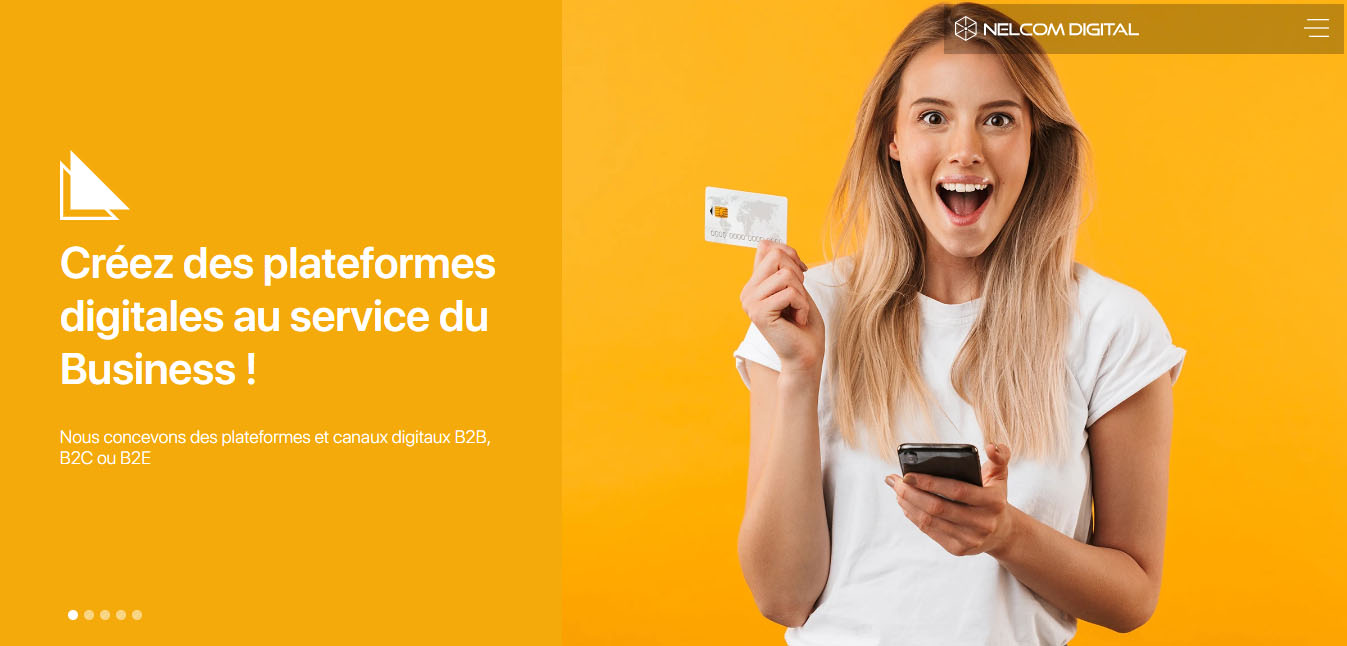 NELCOM DIGITAL
Créez des plateformes
digitales au service du
Business !
Nous concevons des plateformes et canaux digitaux B2B,
B2C ou B2E